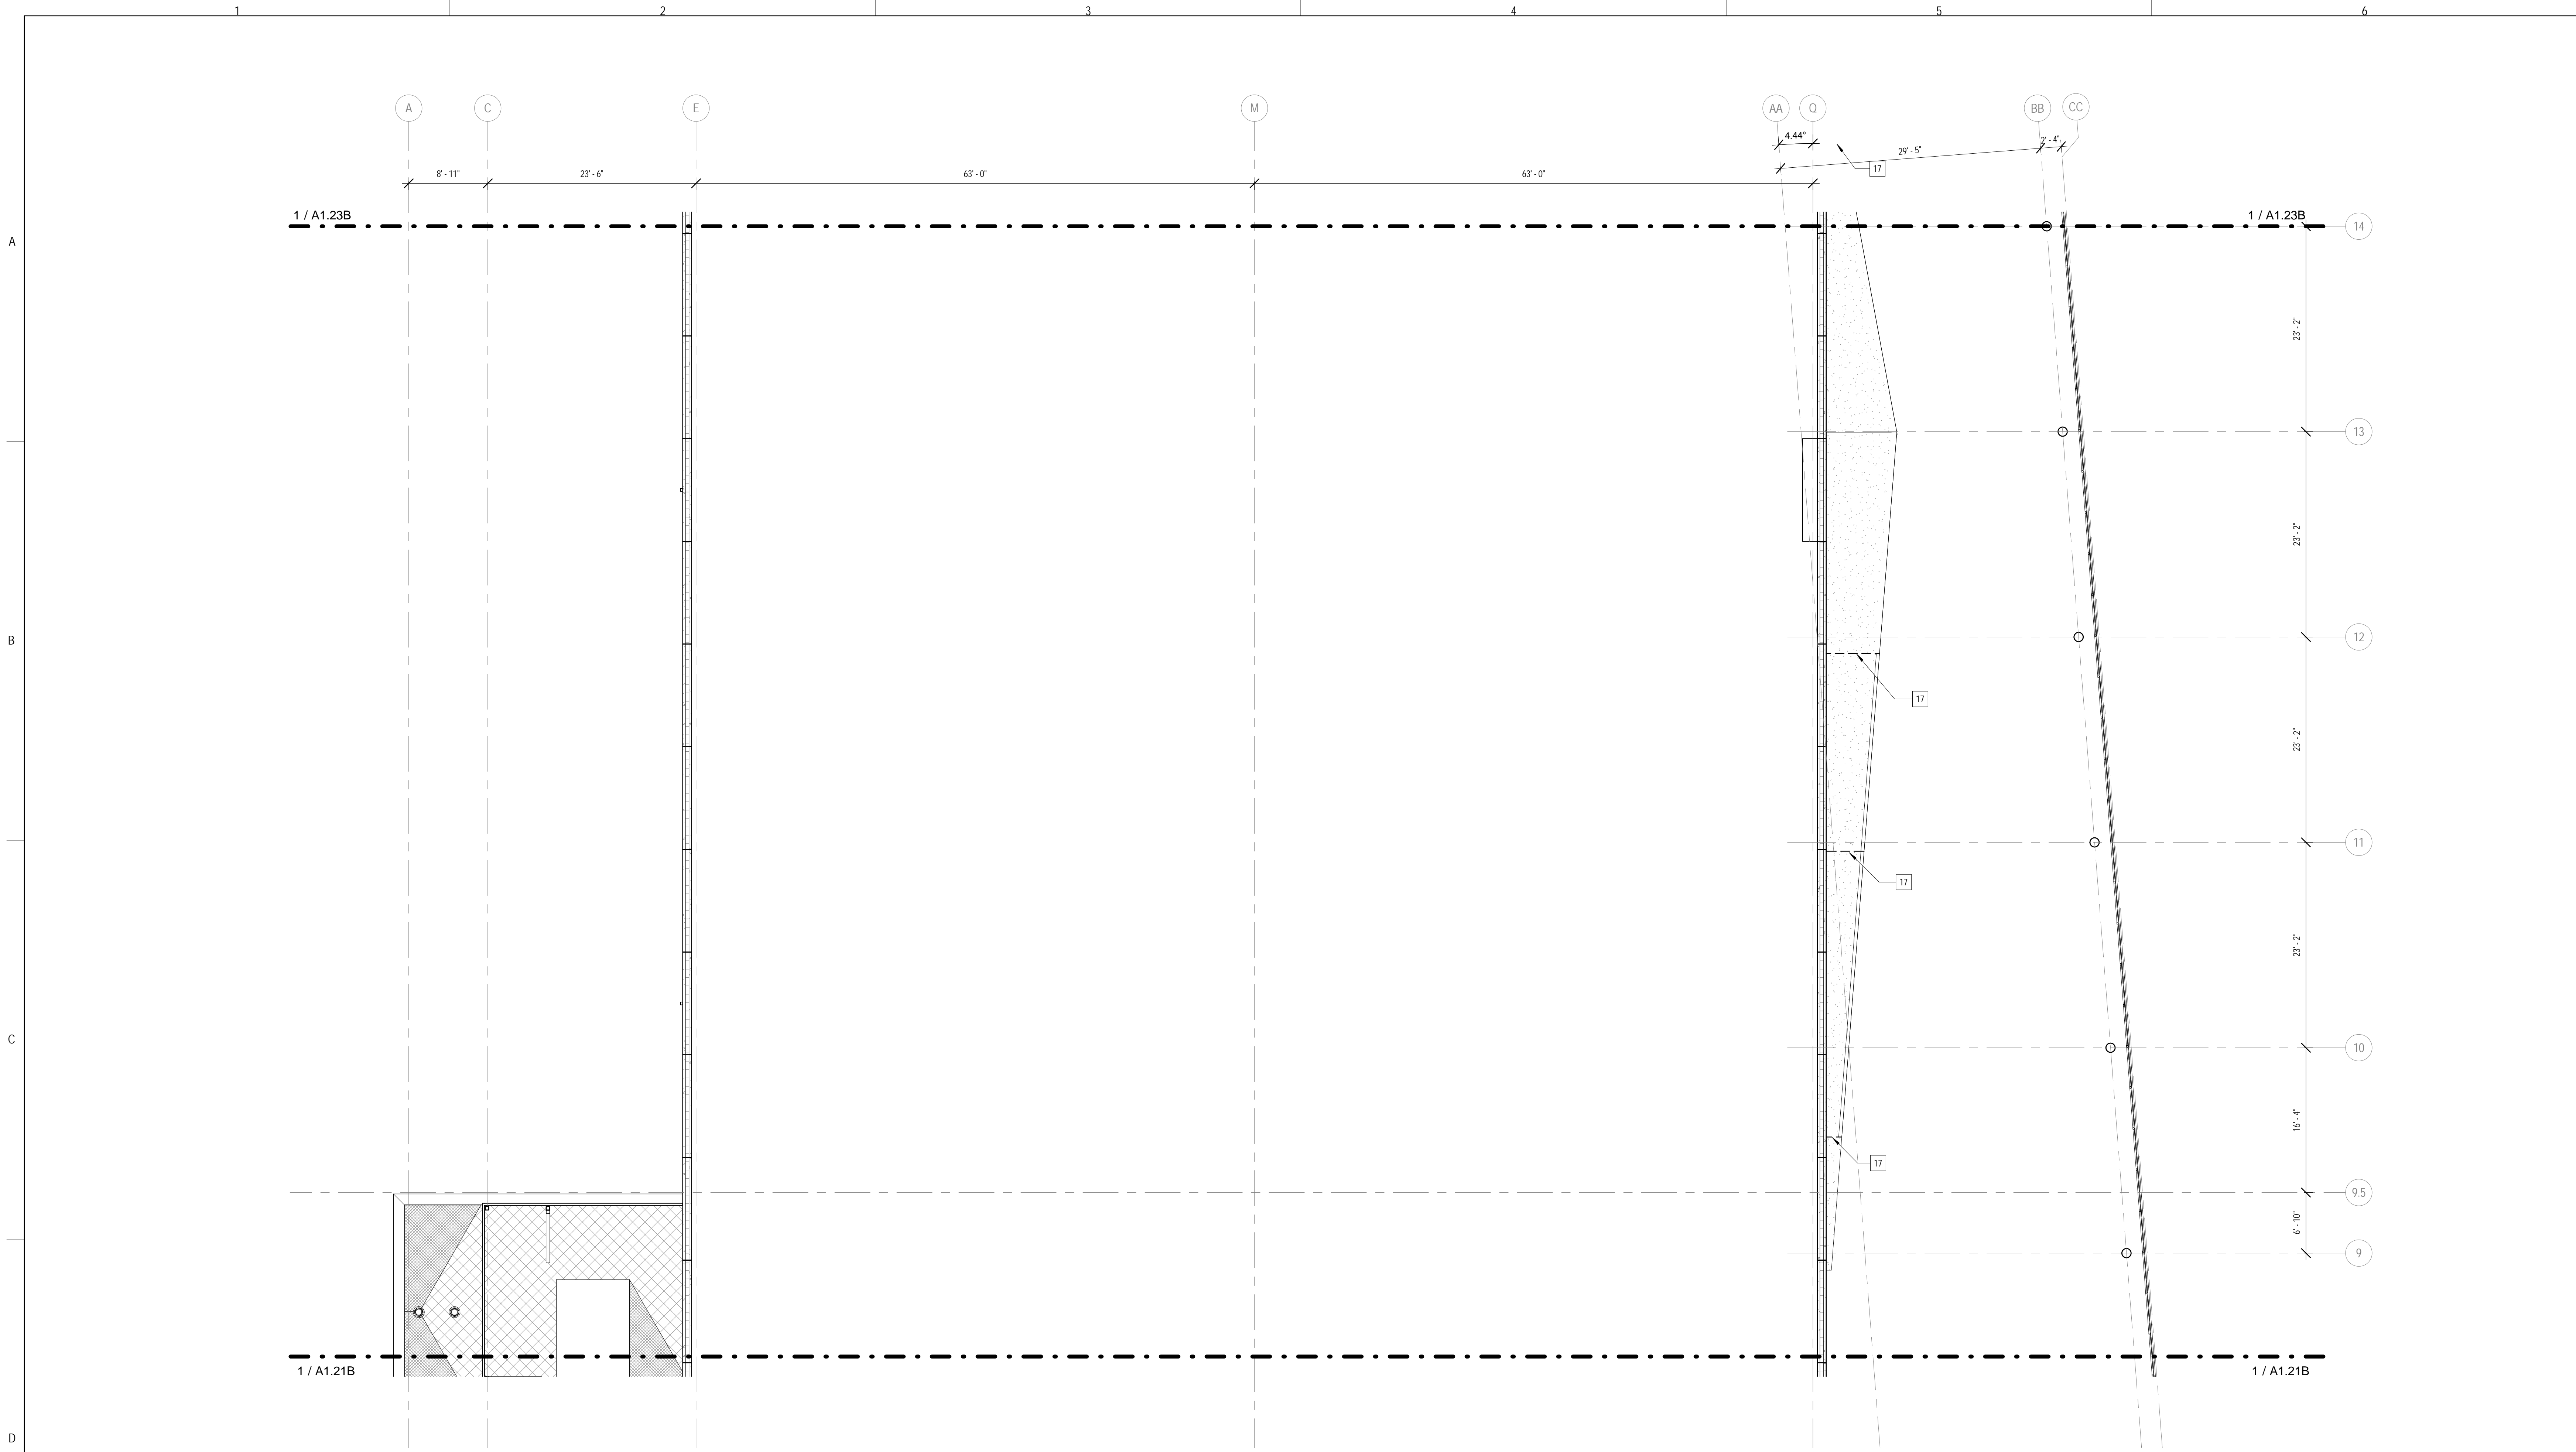 1 2 3 4 5 6
A C E M AA Q BB CC
4.44°
2' - 4"
29' - 5"
17
8' - 11" 23' - 6" 63' - 0" 63' - 0"
1 / A1.23B 1 / A1.23B
14
A
23' - 2"
13
23' - 2"
12
B
17
23' - 2"
11
17
23' - 2"
C
10
16' - 4"
17
9.5
6' - 10"
9
1 / A1.21B 1 / A1.21B
D